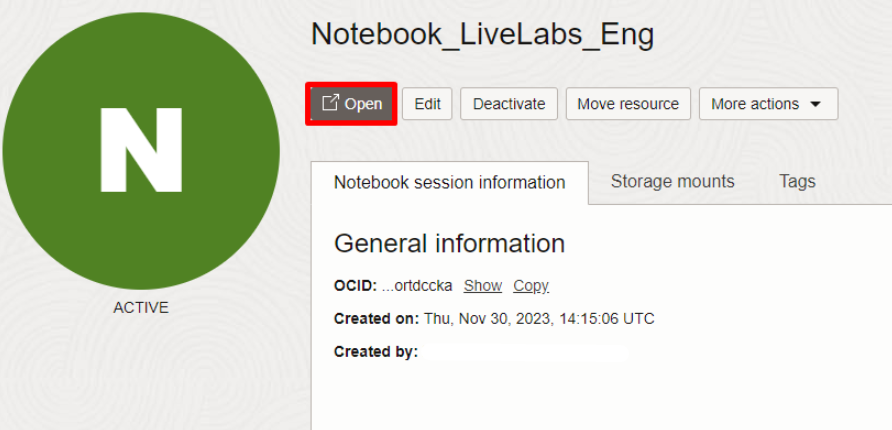 N
ACTIVE
Notebook_LiveLabs_Eng
Open Edit Deactivate Move resource More actions
Notebook session information Storage mounts Tags
General information
OCID: ...ortdccka Show Copy
Created on: Thu, Nov 30, 2023, 14:15:06 UTC
Created by: